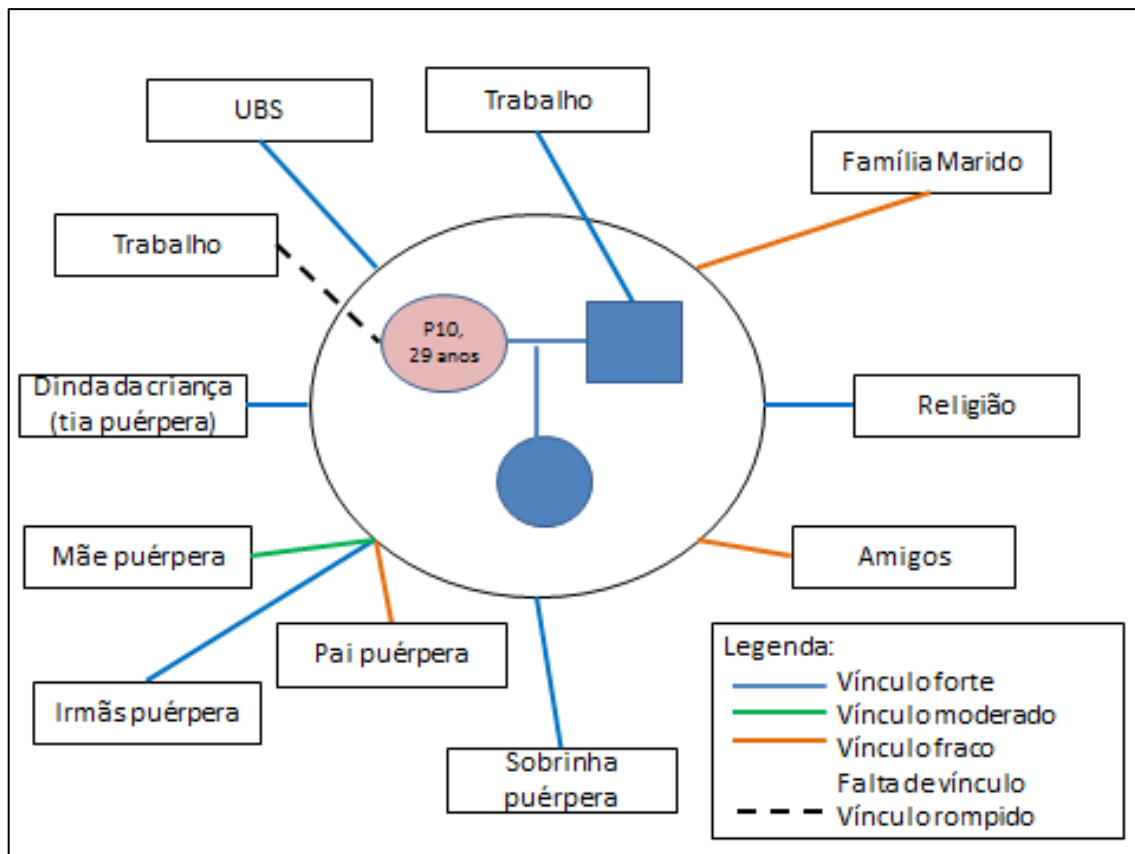 UBS
Trabalho
Família Marido
Trabalho
P10,
29 anos
Dinda da criança
(tia puérpera)
Religião
Mãe puérpera
Amigos
Pai puérpera
Irmãs puérpera
Sobrinha
puérpera
Legenda:
Vínculo forte
Vínculo moderado
Vínculo fraco
Falta de vínculo
Vínculo rompido